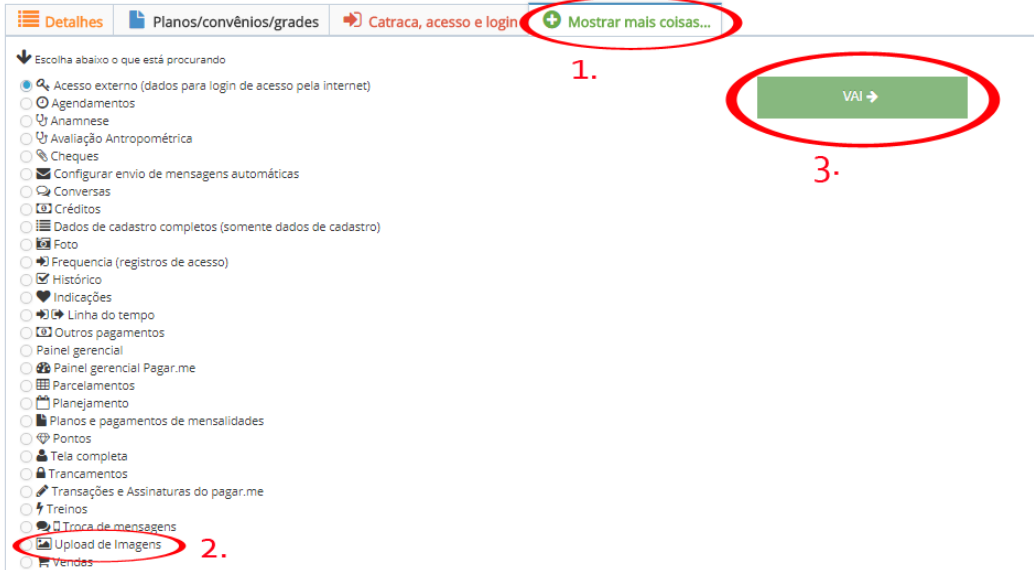 Detalhes Planos/convênios/grades Catraca, acesso e login Mostrar mais coisas...
1.
Escolha abaixo o que está procurando
Acesso externo (dados para login de acesso pela internet)
VAI
Agendamentos
Anamnese
Avaliação Antropométrica
Cheques
3.
Configurar envio de mensagens automáticas
Conversas
Créditos
Dados de cadastro completos (somente dados de cadastro)
Foto
Frequencia (registros de acesso)
Histórico
Indicações
Linha do tempo
Outros pagamentos
Painel gerencial
Painel gerencial Pagar.me
Parcelamentos
Planejamento
Planos e pagamentos de mensalidades
Pontos
Tela completa
Trancamentos
Transações e Assinaturas do pagar.me
Treinos
Troca de mensagens
Upload de Imagens
2.
Vendas